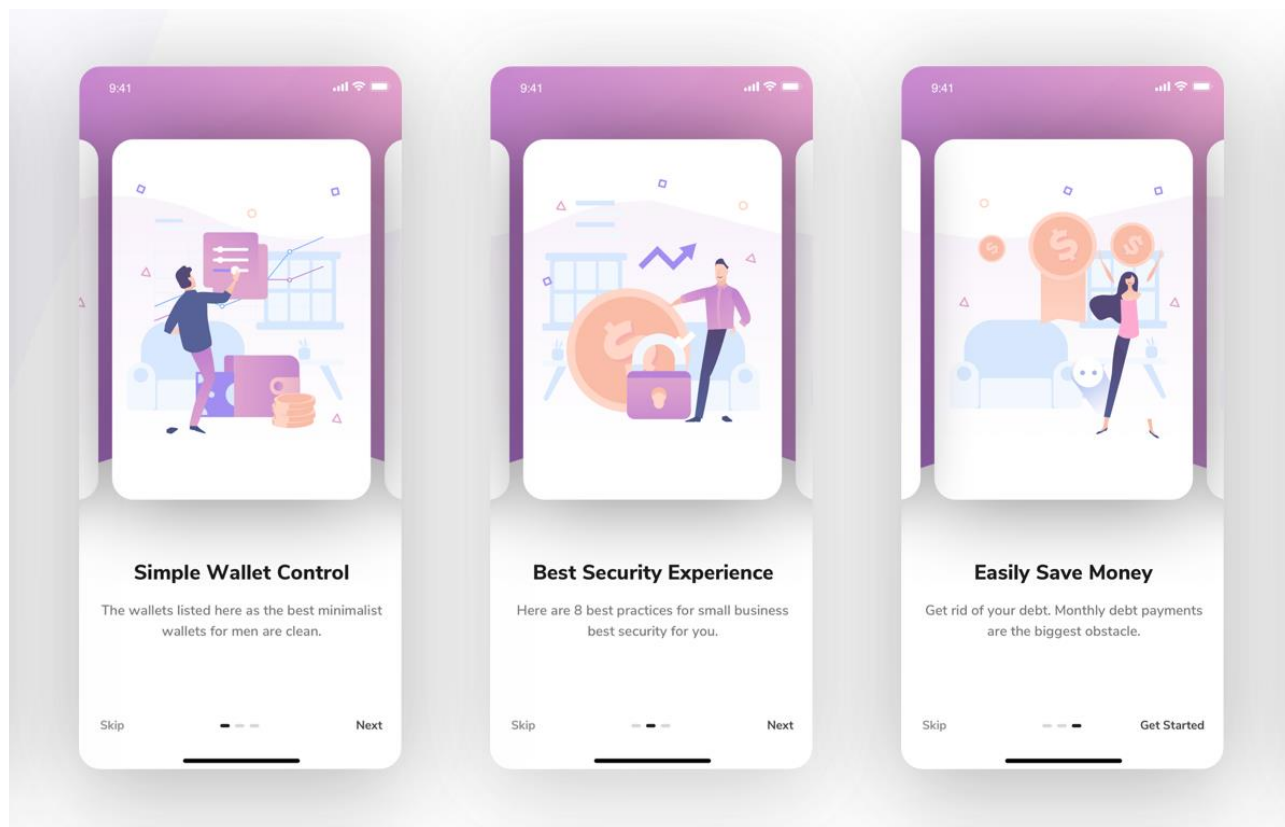 9:41
Simple Wallet Control
The wallets listed here as the best minimalist
wallets for men are clean.
Skip
Next
9:41
Best Security Experience
Here are 8 best practices for small business
best security for you.
Skip
Next
9:41
$
$
$
Easily Save Money
Get rid of your debt. Monthly debt payments
are the biggest obstacle.
Skip
Get Started